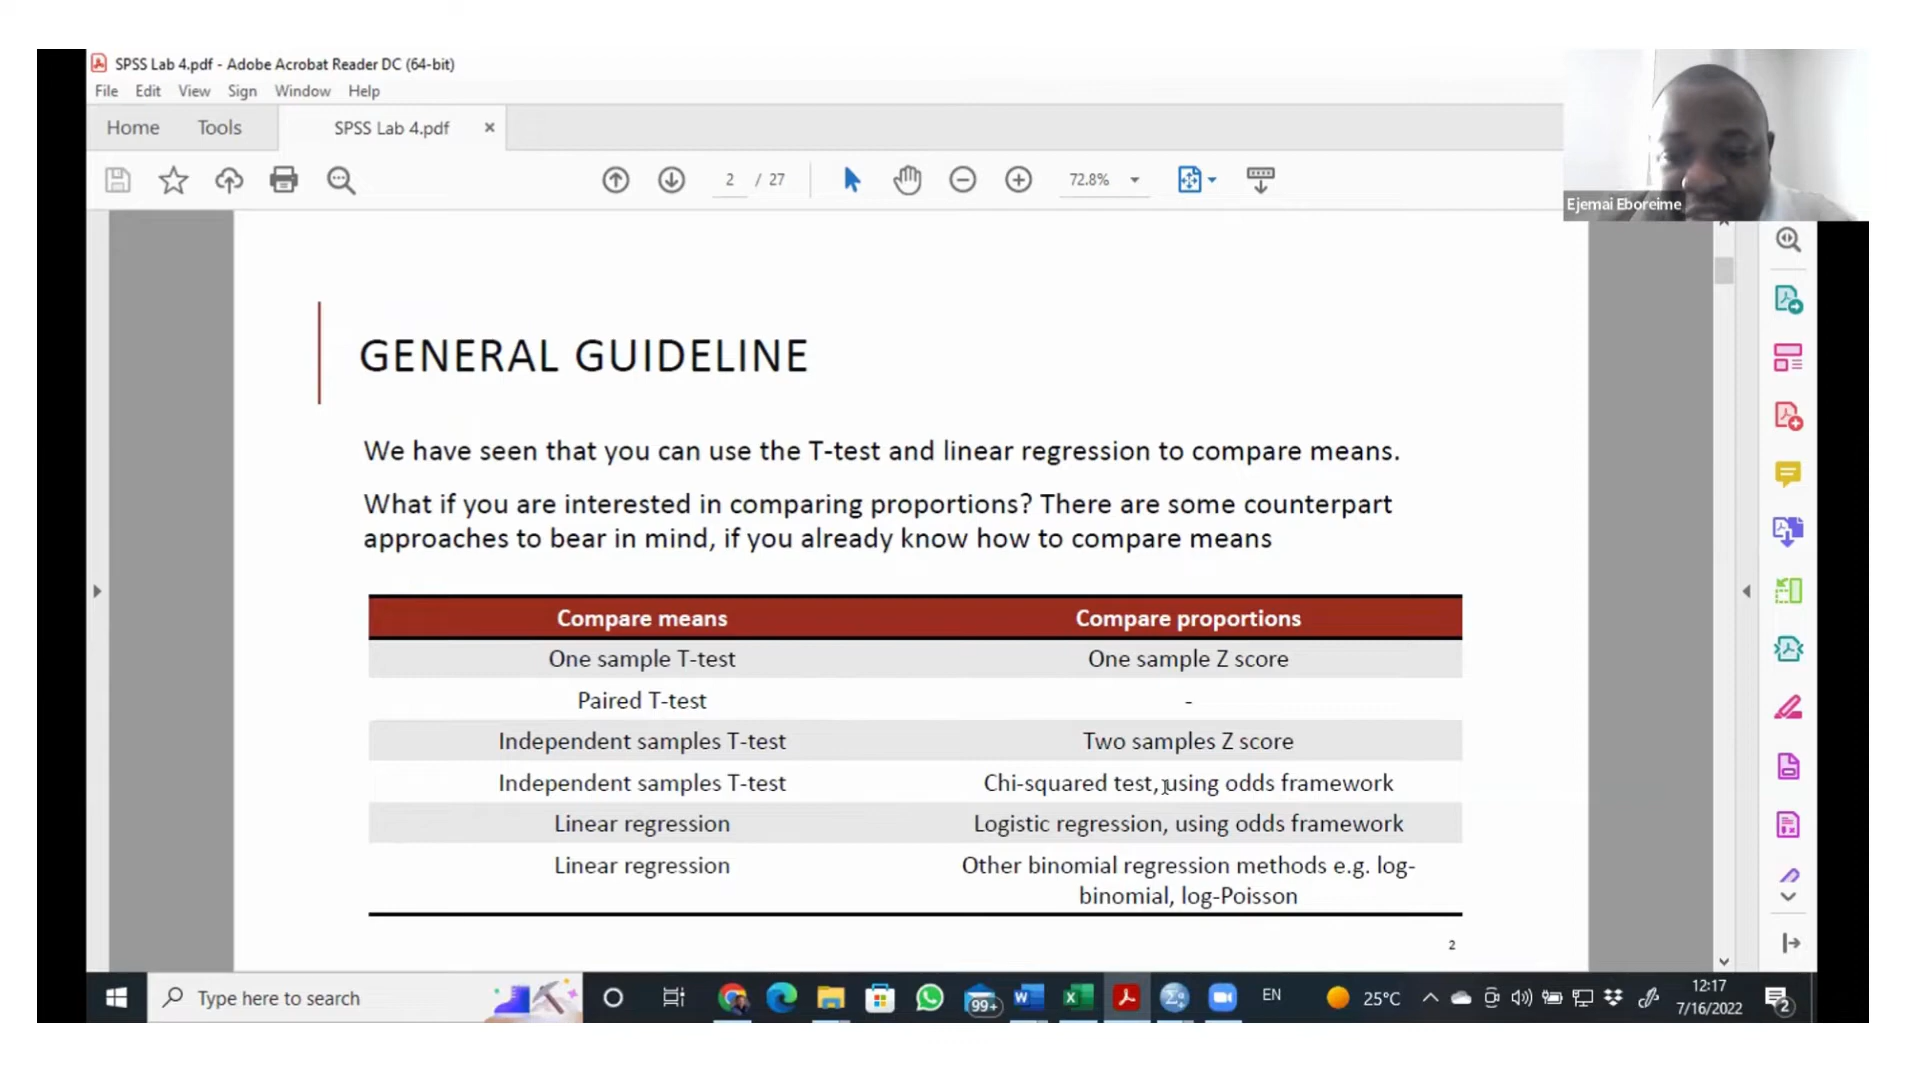 SPSS Lab 4.pdf - Adobe Acrobat Reader DC (64-bit)
File Edit View Sign Window Help
Home Tools SPSS Lab 4.pdf
2 / 27 72.8%
Ejemai Eboreime
GENERAL GUIDELINE
We have seen that you can use the T-test and linear regression to compare means.
What if you are interested in comparing proportions? There are some counterpart
approaches to bear in mind, if you already know how to compare means
Compare means Compare proportions
One sample T-test One sample Z score
Paired T-test -
Independent samples T-test Two samples Z score
Independent samples T-test Chi-squared test, using odds framework
Linear regression Logistic regression, using odds framework
Linear regression Other binomial regression methods e.g. log-
binomial, log-Poisson
2
Type here to search 99+ EN 25°C 12:17
7/16/2022 2